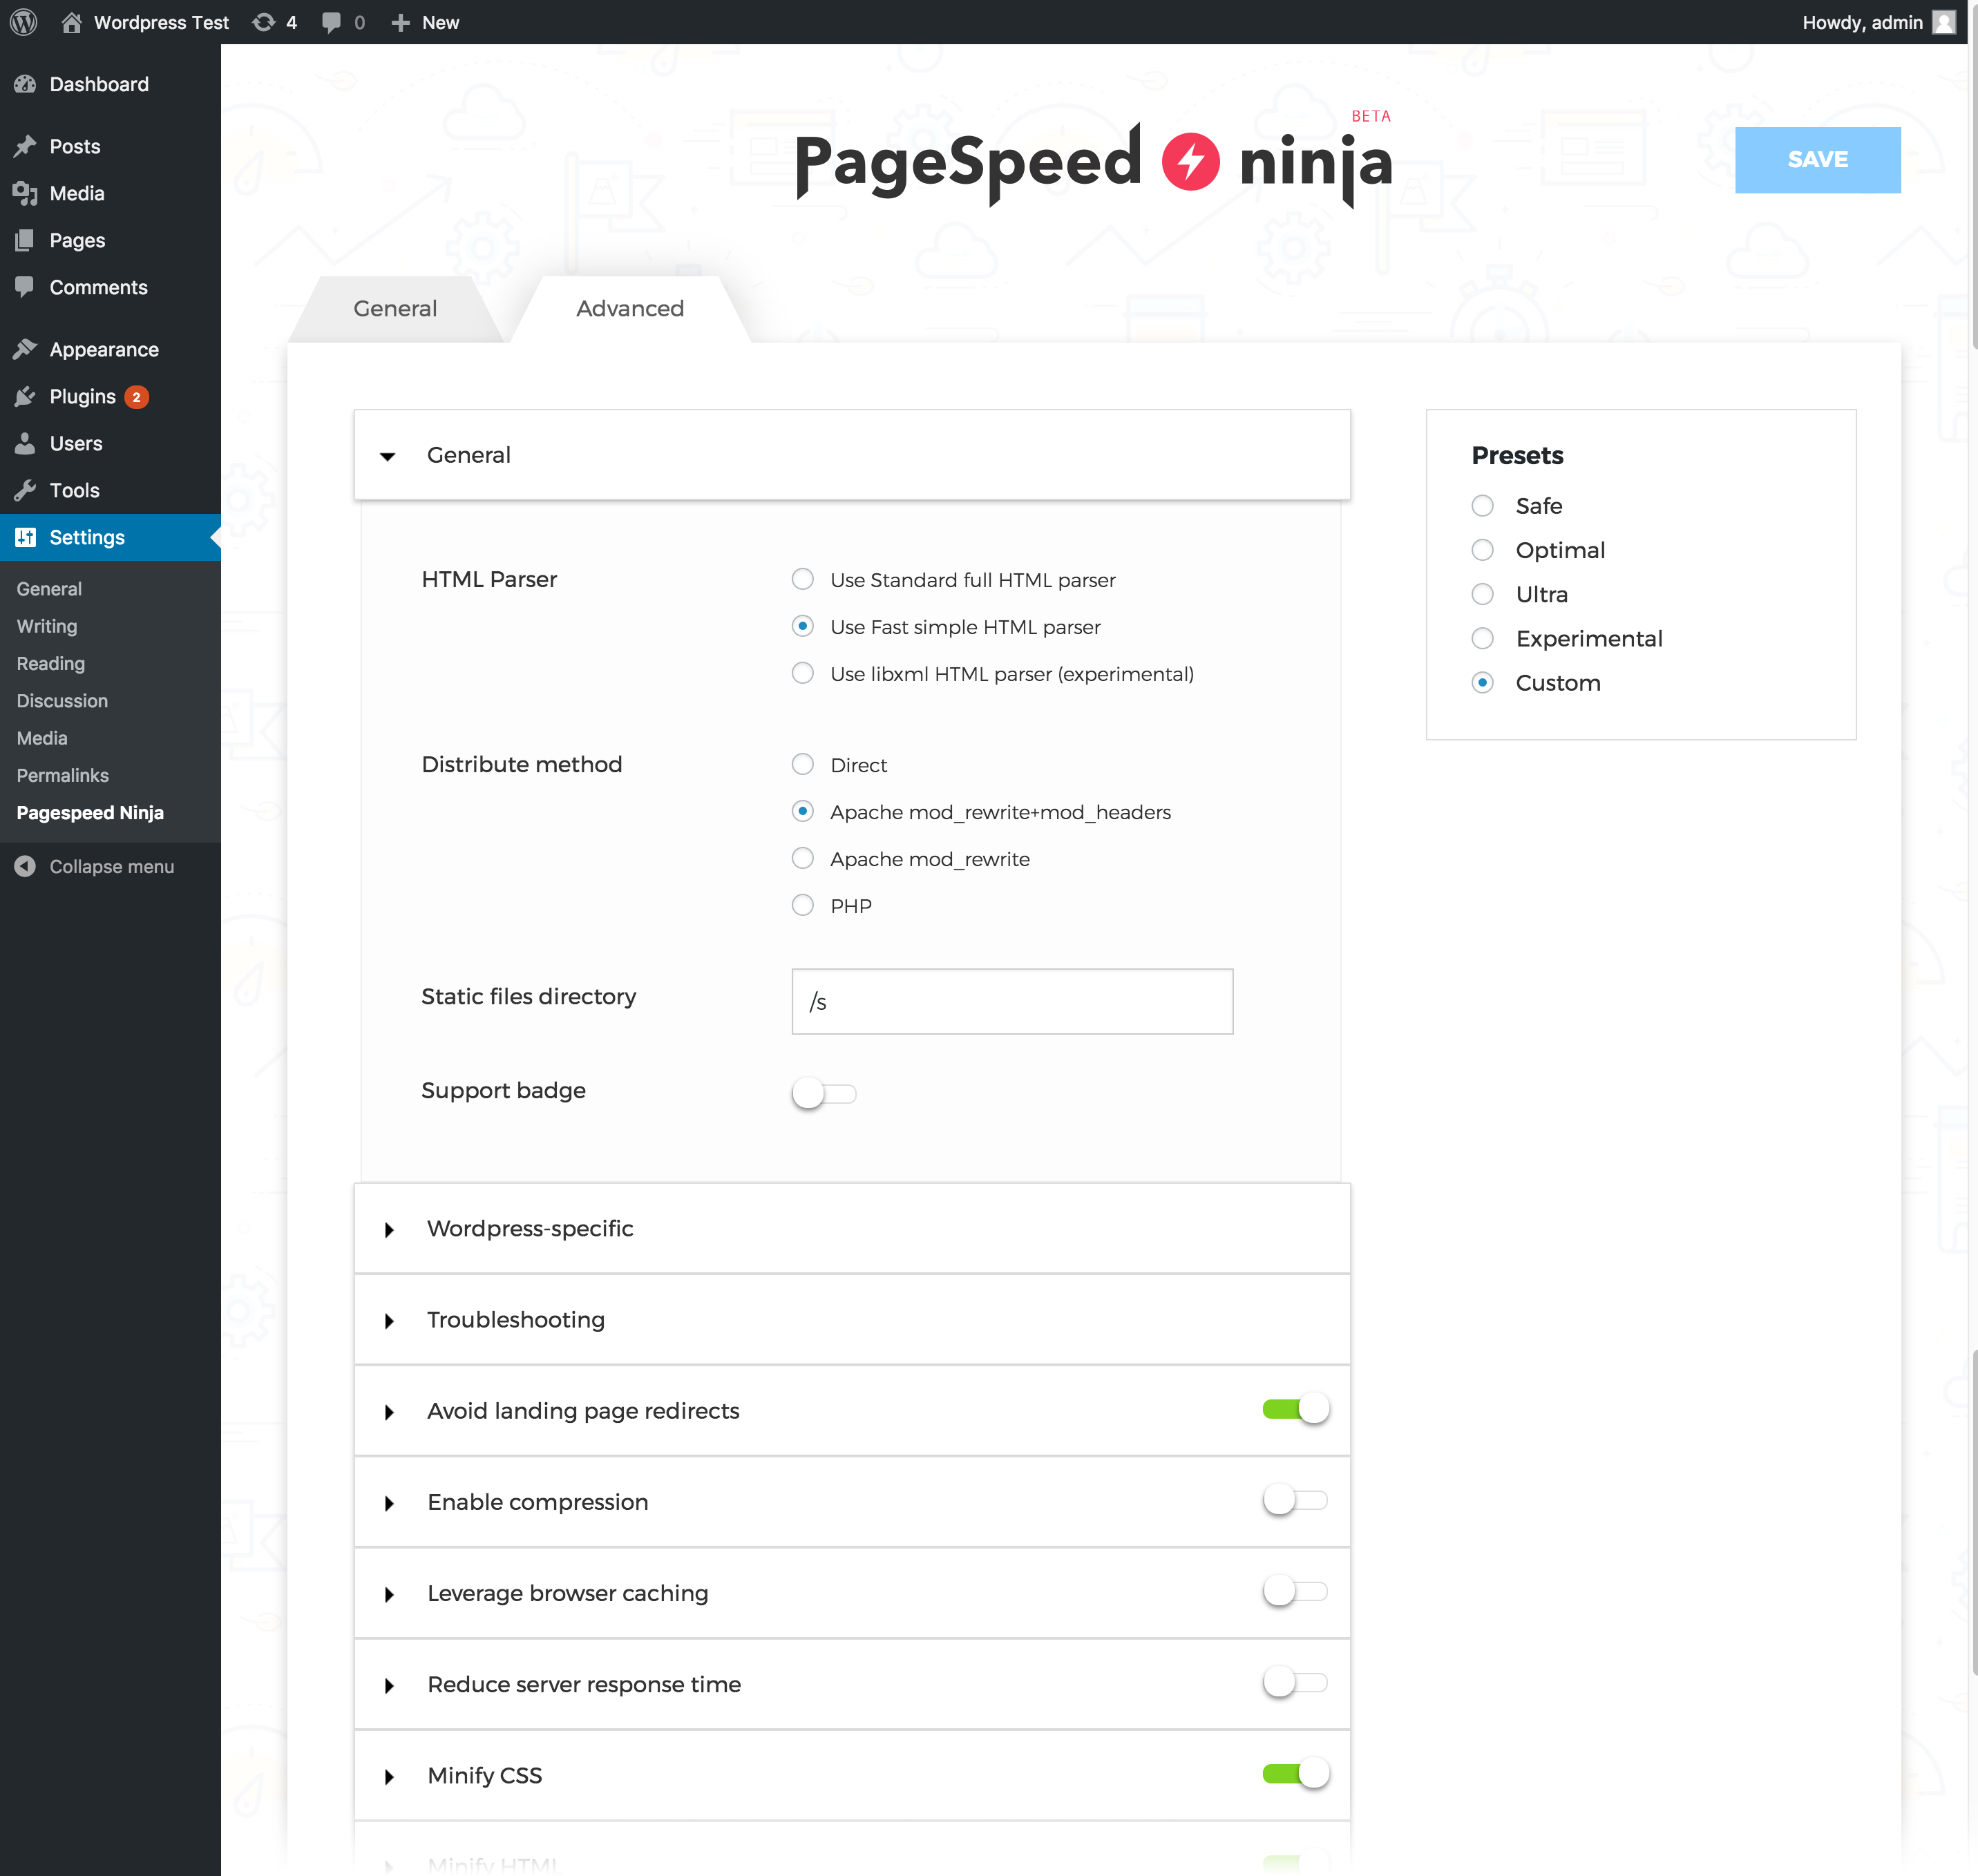 Wordpress Test 4 0 New Howdy, admin
Dashboard
Posts
Media
Pages
Comments
Appearance
Plugins 2
Users
Tools
Settings
General
Writing
Reading
Discussion
Media
Permalinks
Pagespeed Ninja
Collapse menu
BETA
PageSpeed ninja
SAVE
General
Advanced
General
HTML Parser
Use Standard full HTML parser
Use Fast simple HTML parser
Use libxml HTML parser (experimental)
Distribute method
Direct
Apache mod_rewrite+mod_headers
Apache mod_rewrite
PHP
Static files directory
/s
Support badge
Wordpress-specific
Troubleshooting
Avoid landing page redirects
Enable compression
Leverage browser caching
Reduce server response time
Minify CSS
Minify HTML
Presets
Safe
Optimal
Ultra
Experimental
Custom